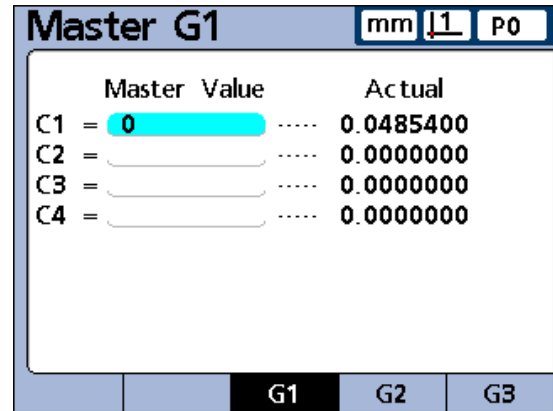 Master G1 mm 1 P0
Master Value Actual
C1 = 0 ..... 0.0485400
C2 = ..... 0.0000000
C3 = ..... 0.0000000
C4 = ..... 0.0000000
G1 G2 G3